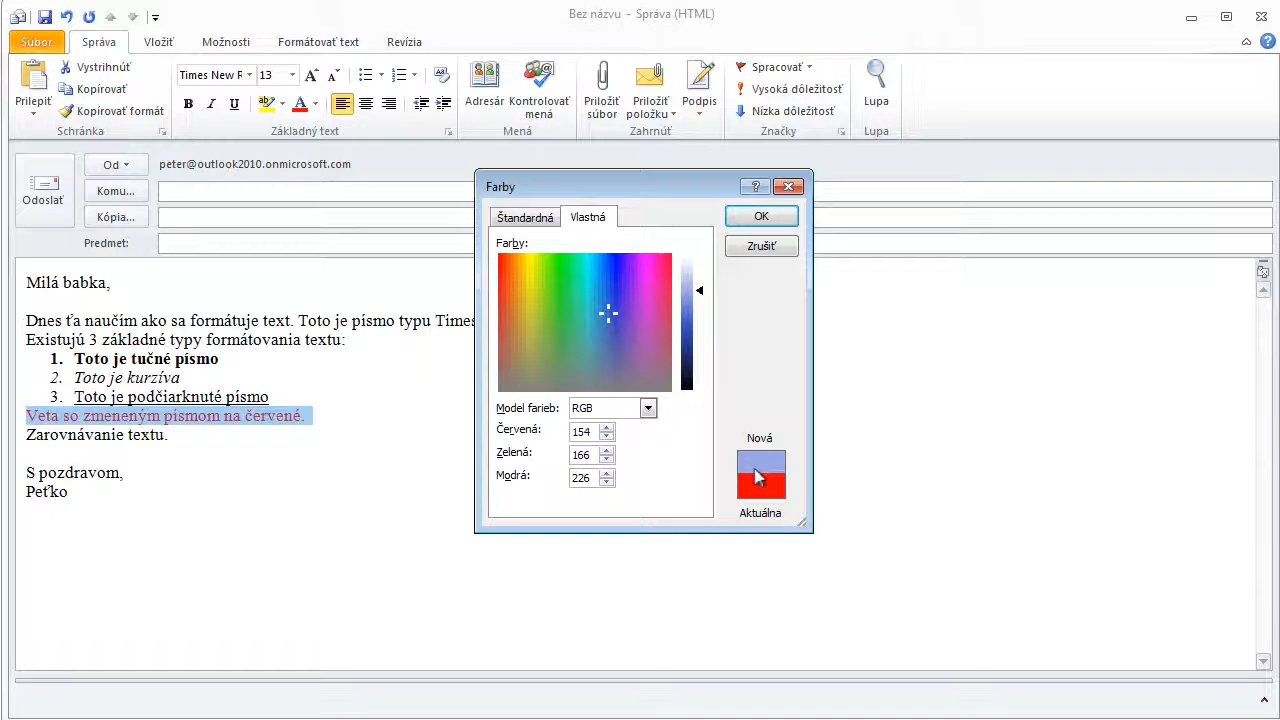 Bez názvu - Správa (HTML)
Súbor
Správa
Vložiť
Možnosti
Formátovať text
Revízia
Prilepiť
Vystrihnúť
Kopírovať
Kopírovať formát
Schránka
Times New F
13
B I U
Základný text
Adresár
Kontrolovať
mená
Mená
Priložiť
súbor
Priložiť
položku
Podpis
Zahrnúť
Spracovať
Vysoká dôležitosť
Nízka dôležitosť
Značky
Lupa
Lupa
Odoslať
Od
peter@outlook2010.onmicrosoft.com
Komu...
Kópia...
Predmet:
Milá babka,
Dnes ťa naučím ako sa formátuje text. Toto je písmo typu Times
Existujú 3 základné typy formátovania textu:
1. Toto je tučné písmo
2. Toto je kurzíva
3. Toto je podčiarknuté písmo
Veta so zmeneným písmom na červené.
Zarovnávanie textu.
S pozdravom,
Peťko
Farby
Štandardná
Vlastná
OK
Zrušiť
Farby:
Model farieb: RGB
Červená: 154
Zelená: 166
Modrá: 226
Nová
Aktuálna